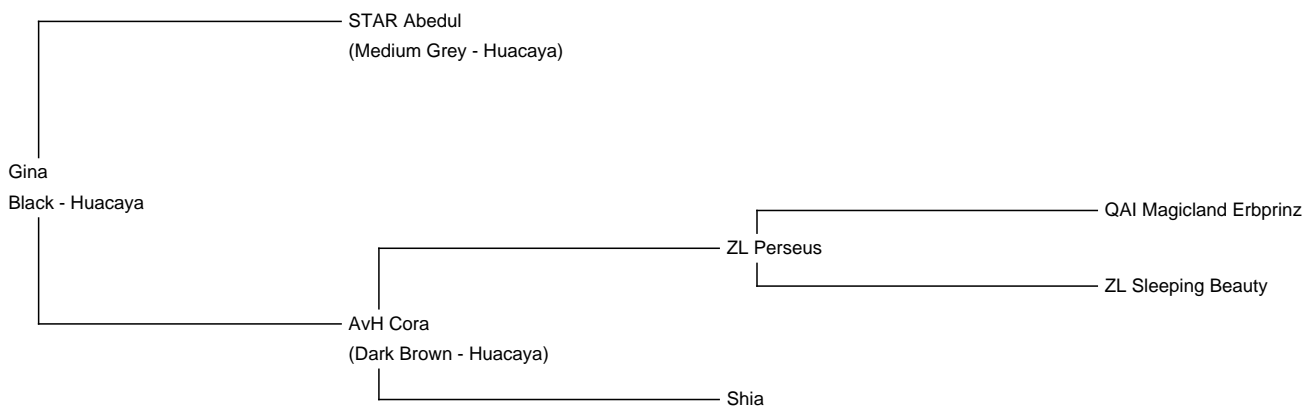 STAR Abedul
(Medium Grey - Huacaya)
Gina
Black - Huacaya
QAI Magicland Erbprinz
ZL Perseus
ZL Sleeping Beauty
AvH Cora
(Dark Brown - Huacaya)
Shia